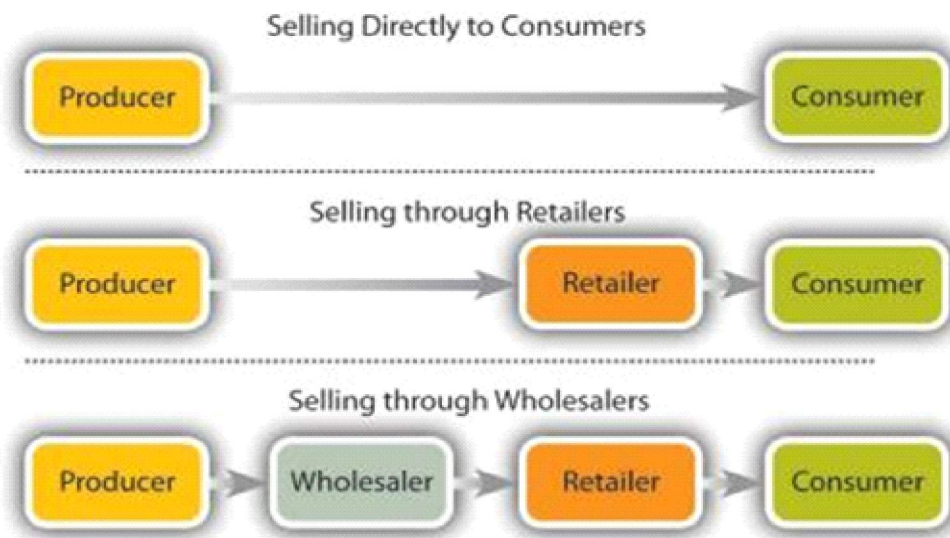 Selling Directly to Consumers
Producer Consumer
Selling through Retailers
Producer Retailer Consumer
Selling through Wholesalers
Producer Wholesaler Retailer Consumer